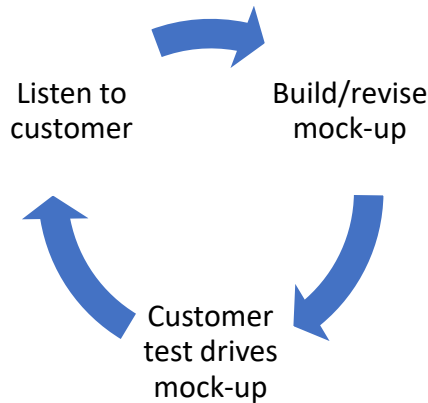 Listen to
customer
Build/revise
mock-up
Customer
test drives
mock-up